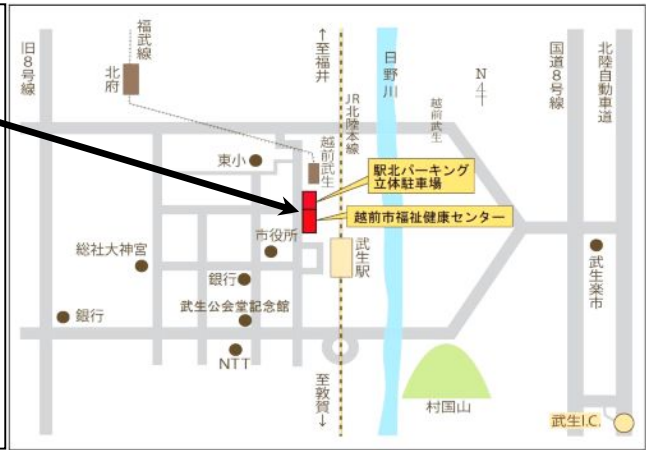 旧8号線
福武線
北府
↑至福井
JR北陸本線
日野川
N
越前武生
国道8号線
北陸自動車道
東小
越前武生
駅北パーキング
立体駐車場
越前市福祉健康センター
市役所
総社大神宮
武生駅
武生楽市
銀行
武生公会堂記念館
銀行
NTT
至敦賀↓
村国山
武生I.C.